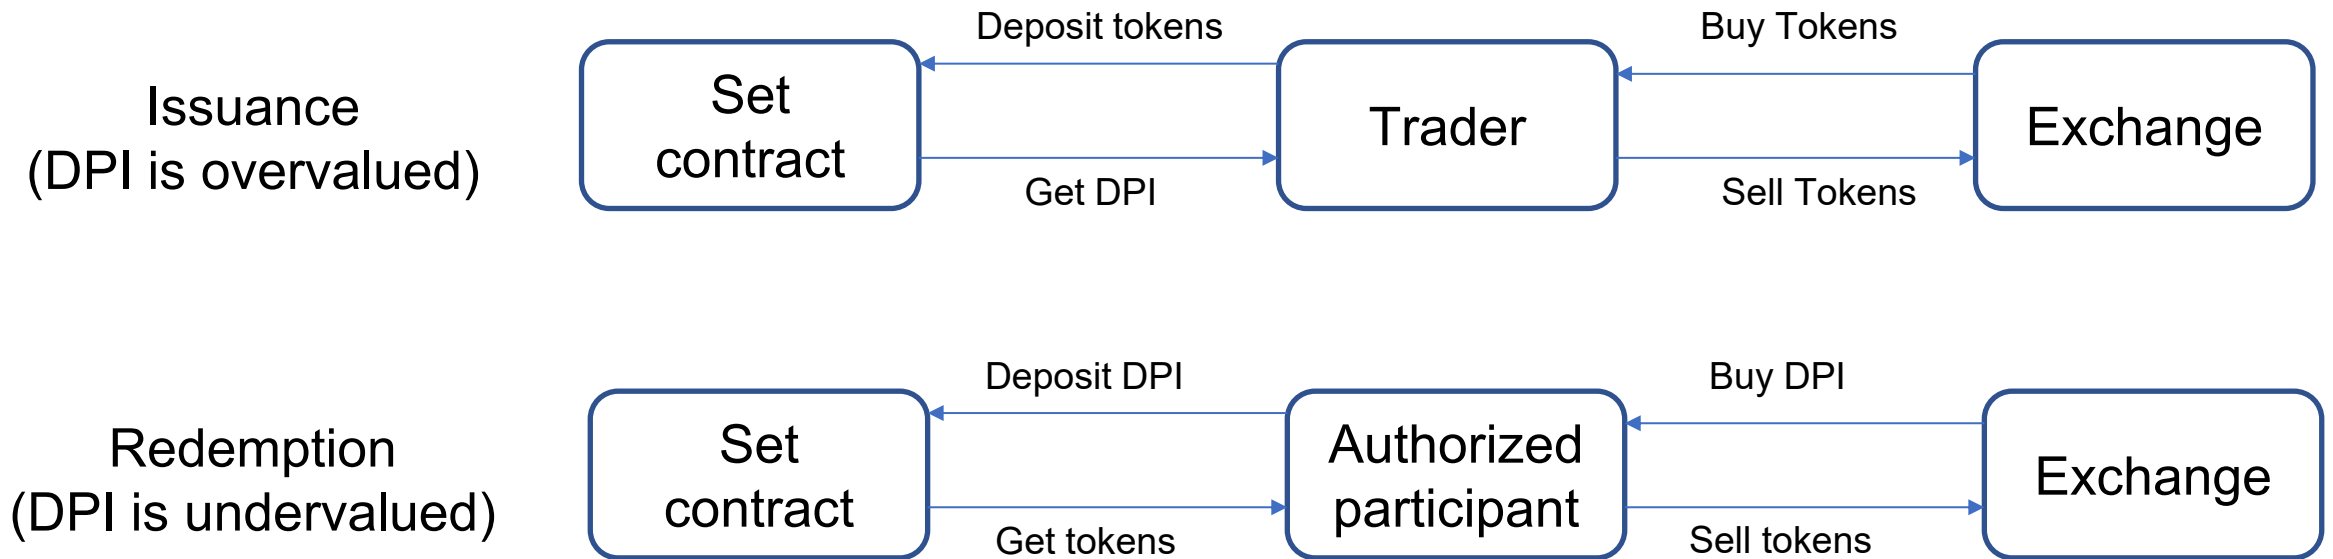 Issuance
(DPI is overvalued)
Set
contract
Deposit tokens
Get DPI
Trader
Buy Tokens
Sell Tokens
Exchange
Redemption
(DPI is undervalued)
Set
contract
Deposit DPI
Get tokens
Authorized
participant
Buy DPI
Sell tokens
Exchange